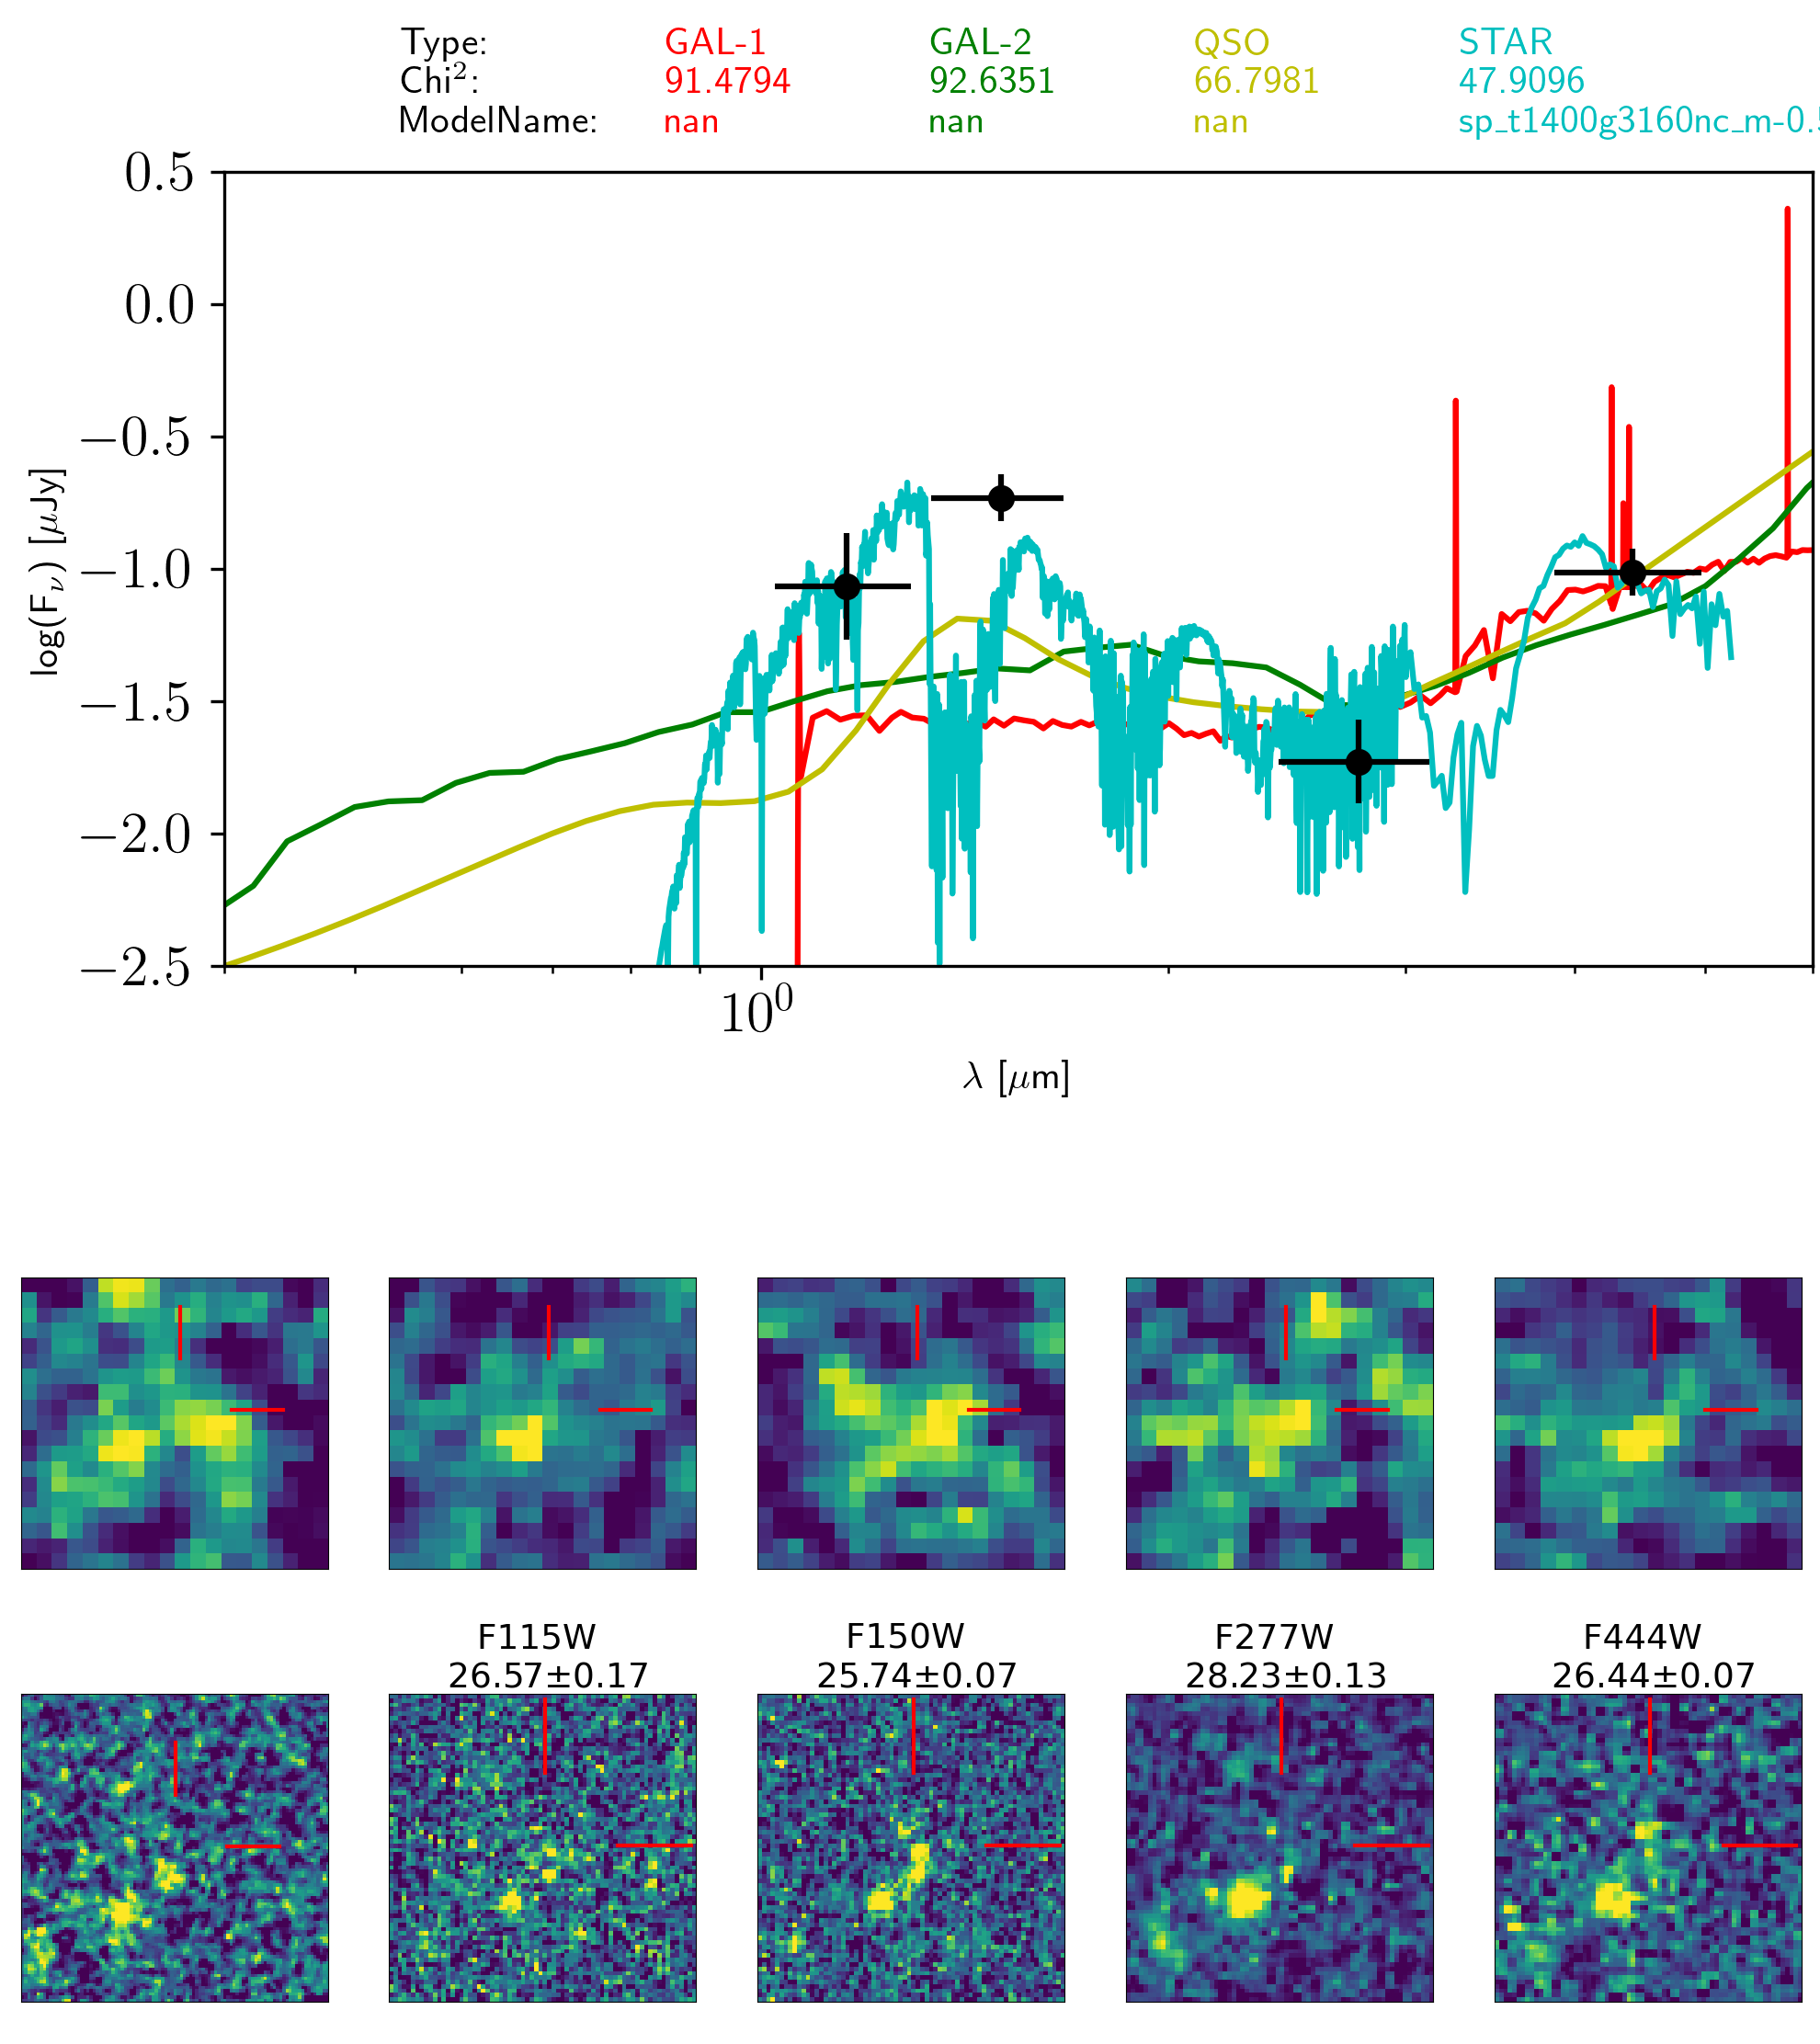 Type: GAL-1 GAL-2 QSO STAR
Chi²: 91.4794 92.6351 66.7981 47.9096
ModelName: nan nan nan sp_t1400g3160nc_m-0.5
0.5
0.0
−0.5
−1.0
−1.5
−2.0
−2.5
log(Fν) [μJy]
10⁰
λ [μm]
F115W F150W F277W F444W
26.57±0.17 25.74±0.07 28.23±0.13 26.44±0.07